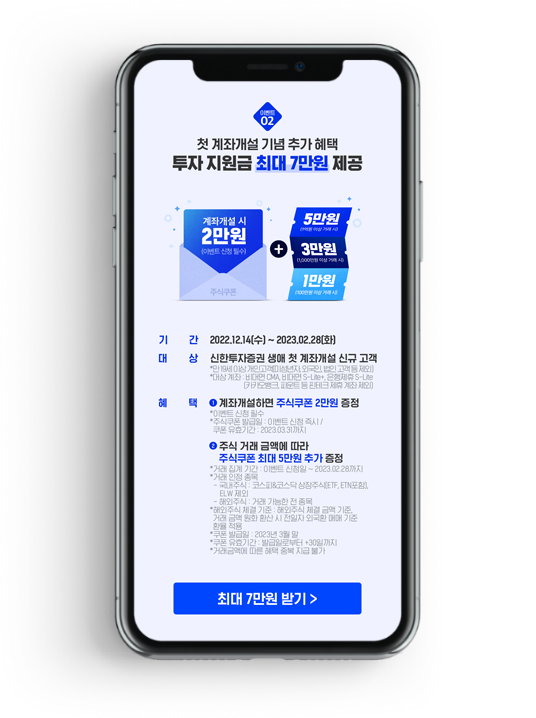 이벤트
02
첫 계좌개설 기념 추가 혜택
투자 지원금 최대 7만원 제공
계좌개설 시
2만원
(이벤트 신청 필수)
주식쿠폰
+
5만원
(1억원 이상 거래 시)
3만원
(1,000만원 이상 거래 시)
1만원
(100만원 이상 거래 시)
기 간 2022.12.14(수) ~ 2023.02.28(화)
대 상 신한투자증권 생애 첫 계좌개설 신규 고객
*만 19세 이상 개인고객(미성년자, 외국인, 법인 고객 등 제외)
*대상 계좌 : 비대면 CMA, 비대면 S-Lite+, 은행제휴 S-Lite
(카카오뱅크, 피운트 등 핀테크 제휴 계좌 제외)
혜 택 1 계좌개설하면 주식쿠폰 2만원 증정
*이벤트 신청 필수
*주식쿠폰 발급일 : 이벤트 신청 즉시 /
쿠폰 유효기간 : 2023.03.31까지
2 주식 거래 금액에 따라
주식쿠폰 최대 5만원 추가 증정
*거래 집계 기간 : 이벤트 신청일 ~ 2023.02.28까지
*거래 인정 종목
- 국내주식 : 코스피&코스닥 상장주식(ETF, ETN포함),
ELW 제외
- 해외주식 : 거래 가능한 전 종목
*해외주식 체결 기준 : 해외주식 체결 금액 기준,
거래 금액 원화 환산 시 전일자 외국환 매매 기준
환율 적용
*쿠폰 발급일 : 2023년 3월 말
*쿠폰 유효기간 : 발급일로부터 +30일까지
*거래금액에 따른 혜택 중복 지급 불가
최대 7만원 받기 >